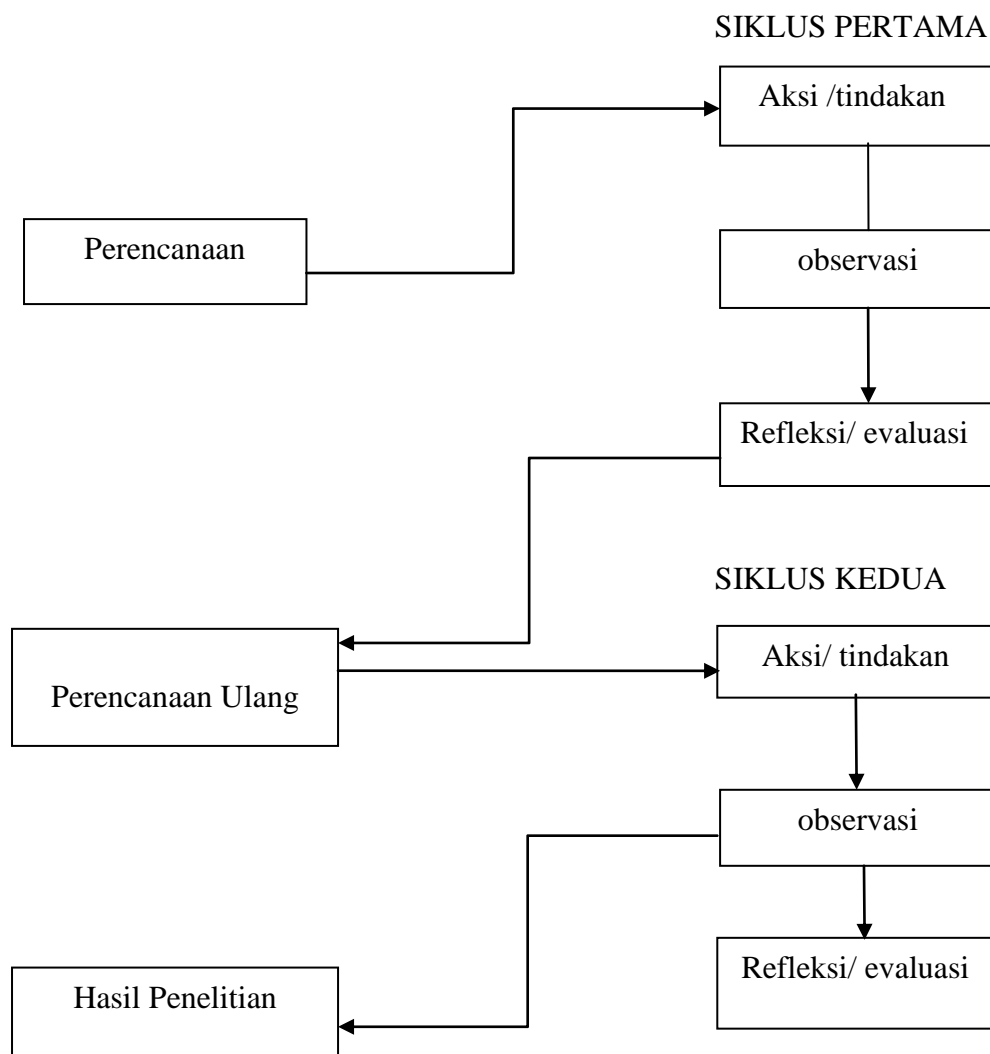 SIKLUS PERTAMA
Aksi /tindakan
Perencanaan
observasi
Refleksi/ evaluasi
SIKLUS KEDUA
Aksi/ tindakan
Perencanaan Ulang
observasi
Refleksi/ evaluasi
Hasil Penelitian